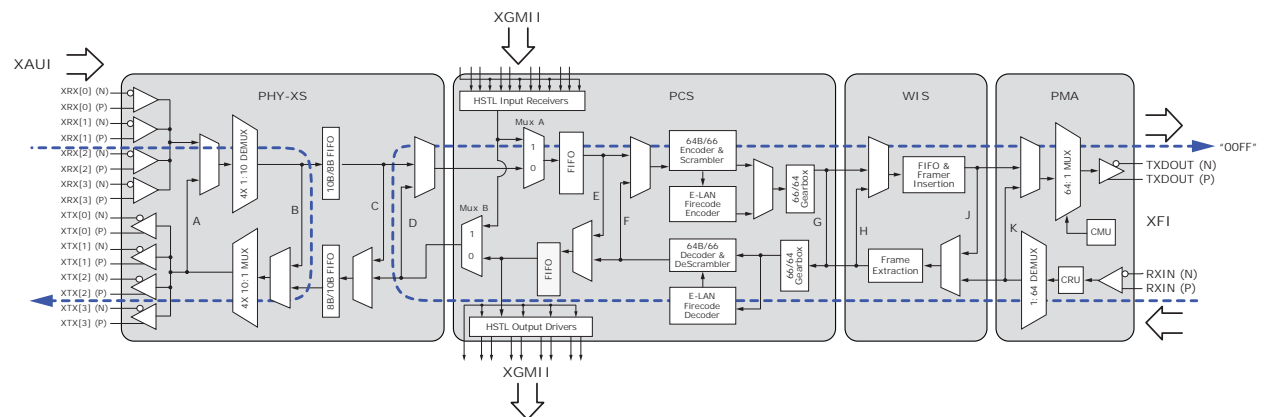 XGMII
XAUI
PHY-XS
PCS
WIS
PMA
XRX[0] (N)
XRX[0] (P)
XRX[1] (N)
XRX[1] (P)
XRX[2] (N)
XRX[2] (P)
XRX[3] (N)
XRX[3] (P)
XTX[0] (N)
XTX[0] (P)
XTX[1] (N)
XTX[1] (P)
XTX[2] (N)
XTX[2] (P)
XTX[3] (N)
XTX[3] (P)
A
4X 1:10 DEMUX
4X 10:1 MUX
B
10B/8B FIFO
8B/10B FIFO
C
D
HSTL Input Receivers
Mux A
1
0
FIFO
Mux B
1
0
FIFO
HSTL Output Drivers
E
F
64B/66
Encoder &
Scrambler
E-LAN
Firecode
Encoder
66/64
Gearbox
64B/66
Decoder &
DeScrambler
E-LAN
Firecode
Decoder
66/64
Gearbox
G
H
FIFO &
Framer
Insertion
Frame
Extraction
J
K
64:1 MUX
CMU
1:64 DEMUX
CRU
"00FF"
TXDOUT (N)
TXDOUT (P)
XFI
RXIN (N)
RXIN (P)
XGMII